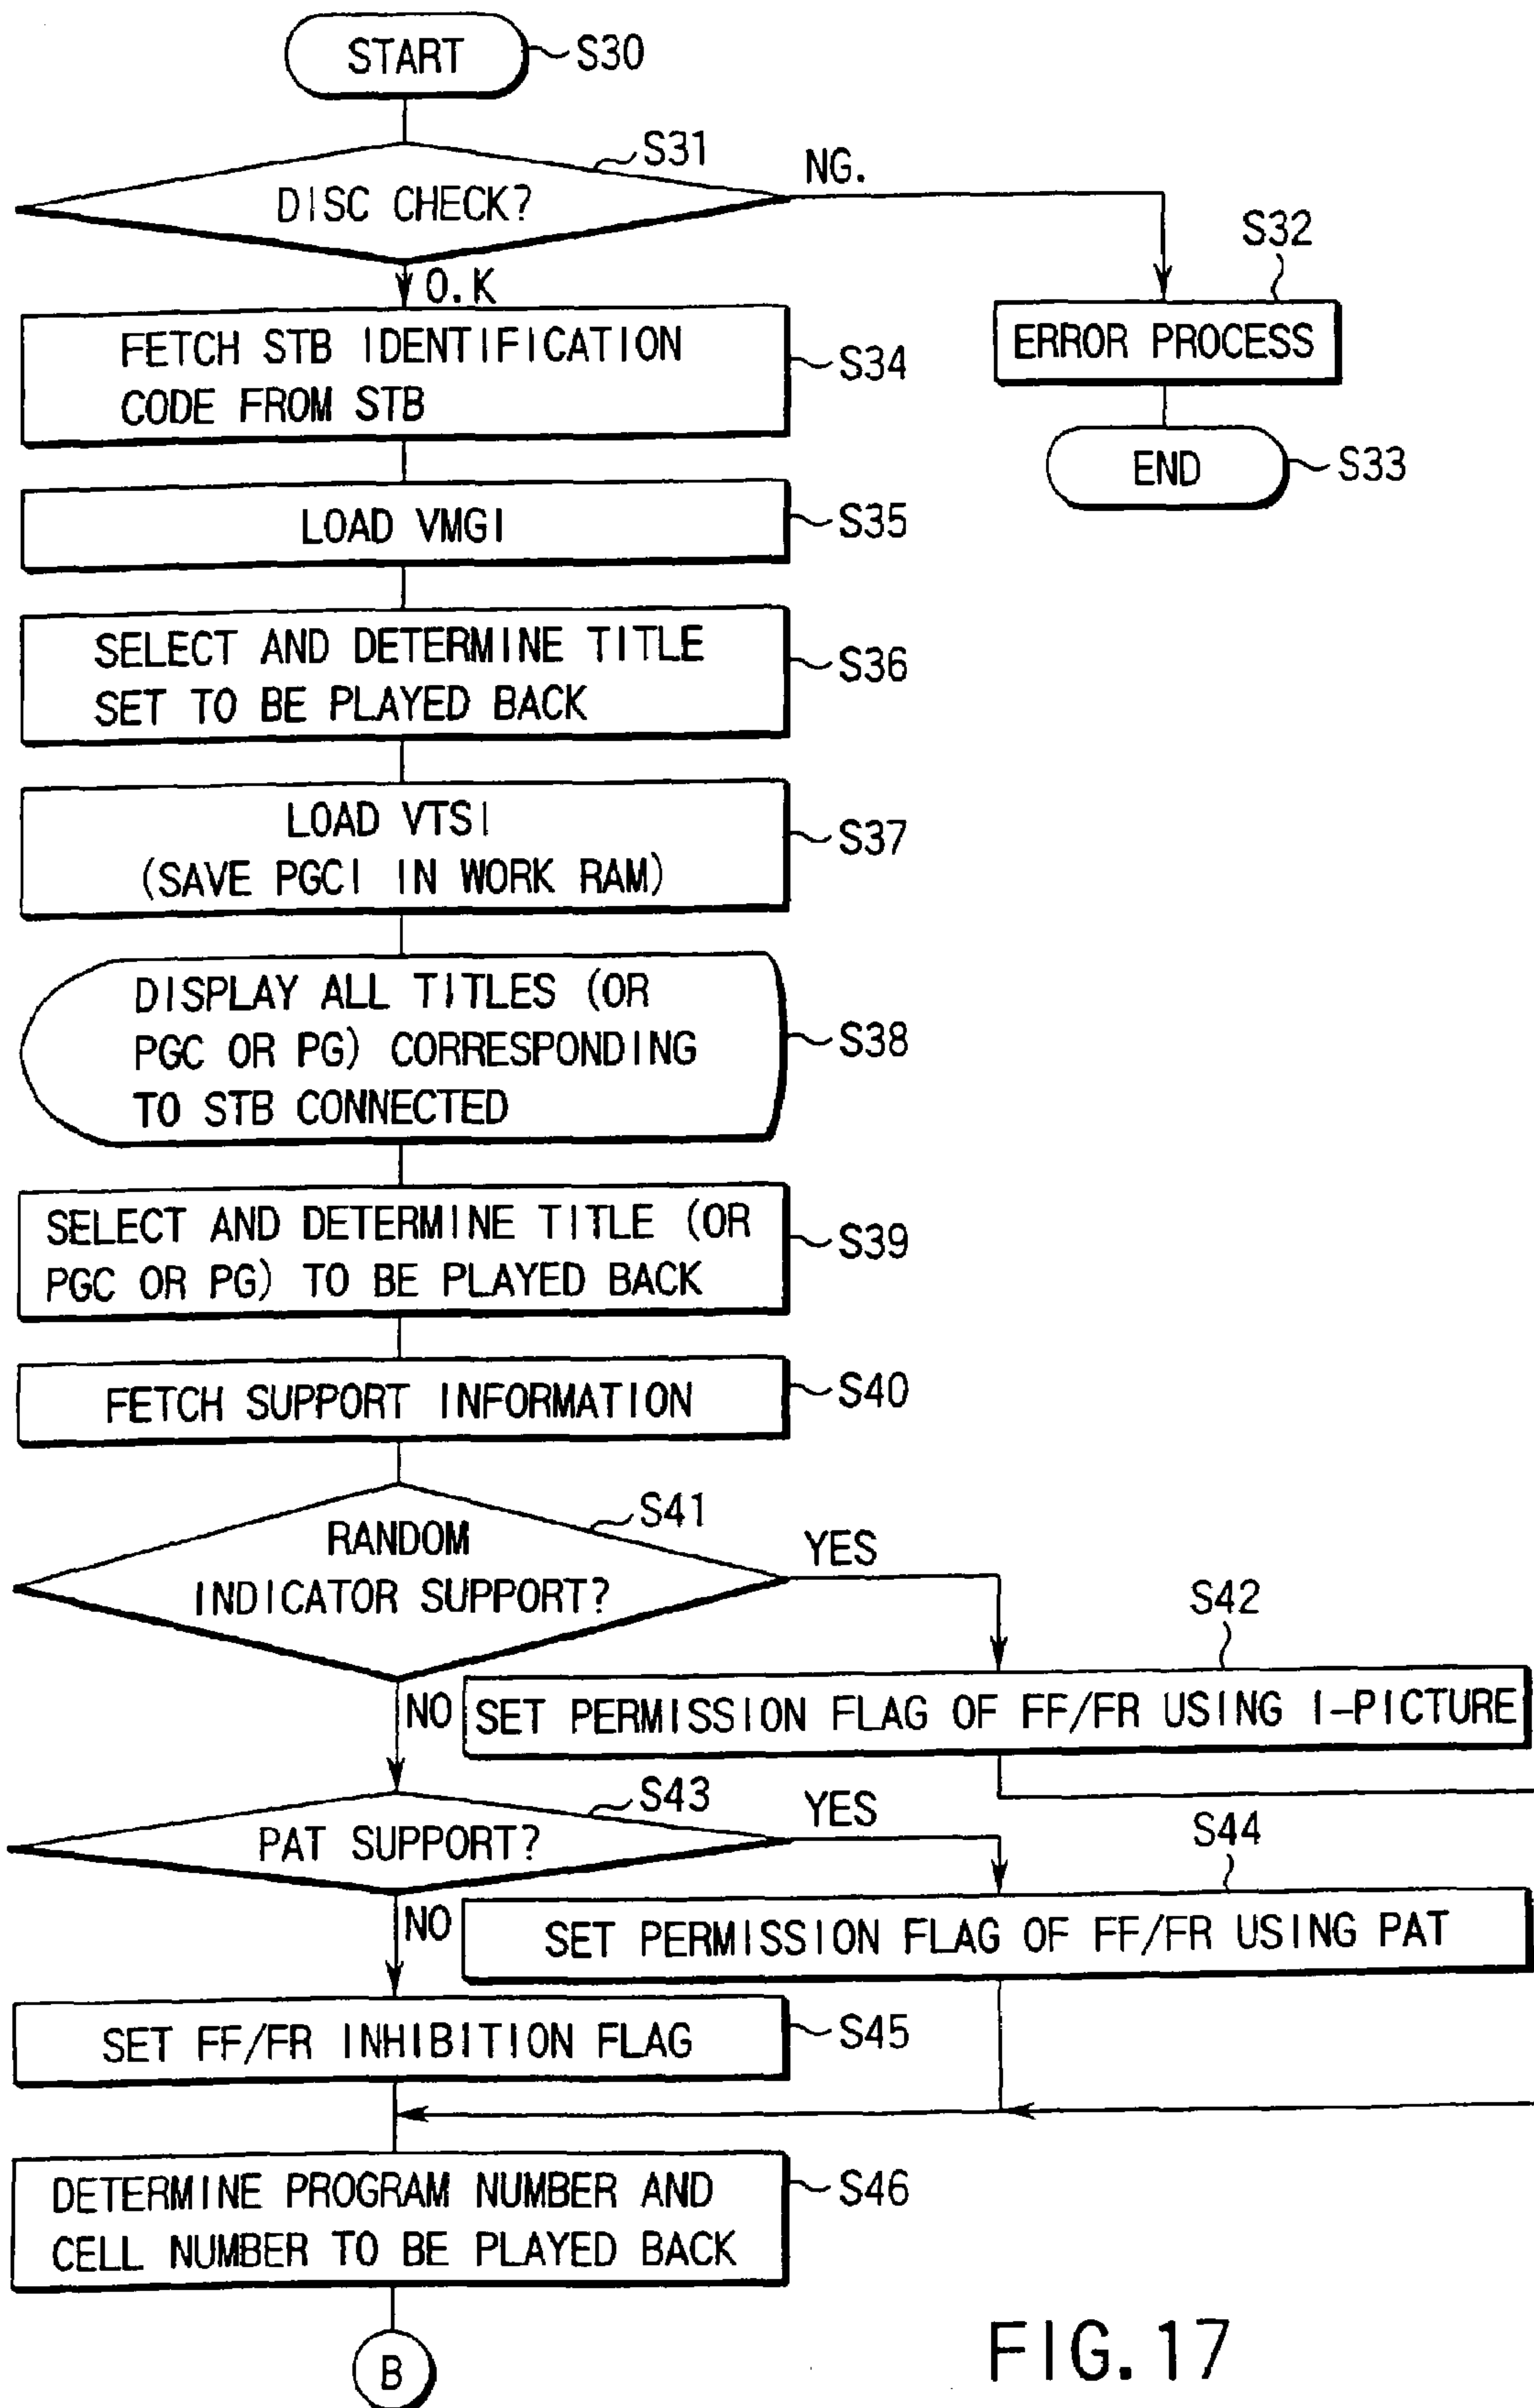 START
S30
DISC CHECK?
S31
NG.
O.K
S32
ERROR PROCESS
END
S33
FETCH STB IDENTIFICATION
CODE FROM STB
S34
LOAD VMGI
S35
SELECT AND DETERMINE TITLE
SET TO BE PLAYED BACK
S36
LOAD VTSI
(SAVE PGCI IN WORK RAM)
S37
DISPLAY ALL TITLES (OR
PGC OR PG) CORRESPONDING
TO STB CONNECTED
S38
SELECT AND DETERMINE TITLE (OR
PGC OR PG) TO BE PLAYED BACK
S39
FETCH SUPPORT INFORMATION
S40
RANDOM
INDICATOR SUPPORT?
S41
YES
NO
S42
SET PERMISSION FLAG OF FF/FR USING I-PICTURE
PAT SUPPORT?
S43
YES
NO
S44
SET PERMISSION FLAG OF FF/FR USING PAT
SET FF/FR INHIBITION FLAG
S45
DETERMINE PROGRAM NUMBER AND
CELL NUMBER TO BE PLAYED BACK
S46
B
FIG. 17